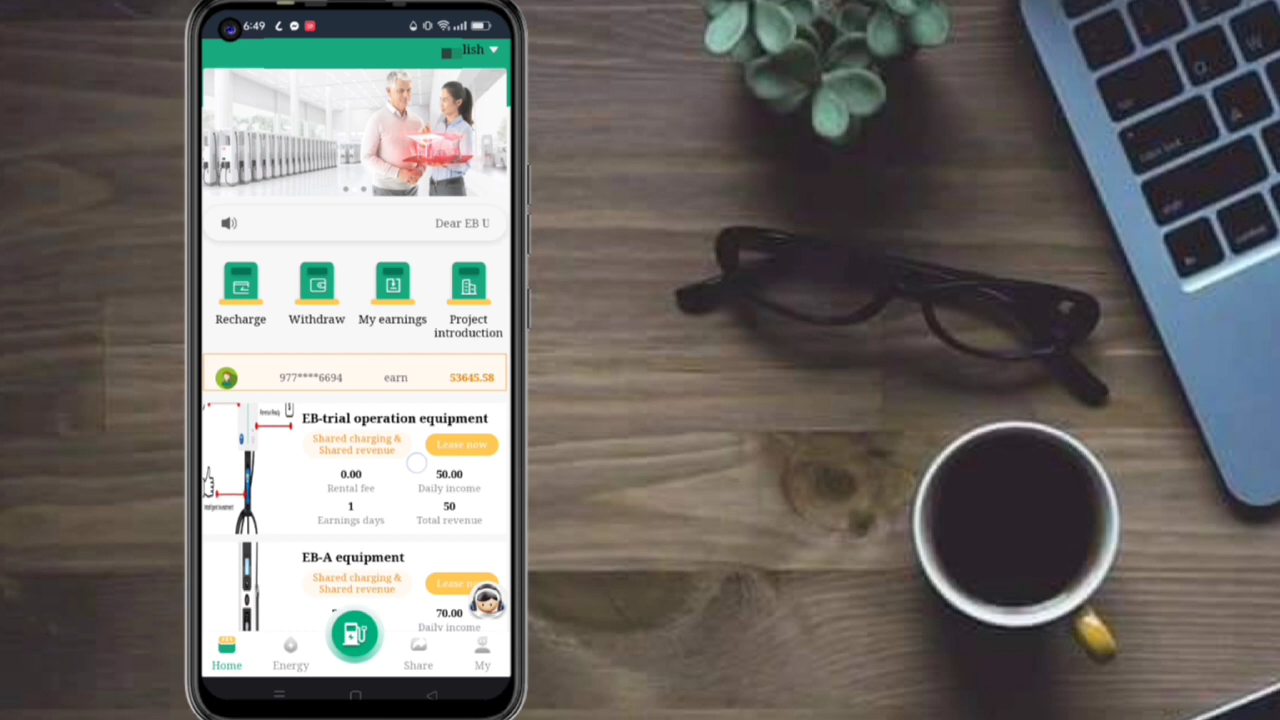 6:49
lish
Dear EB U
Recharge
Withdraw
My earnings
Project
introduction
977****6694 earn 53645.58
EB-trial operation equipment
Shared charging &
Shared revenue
Lease now
0.00
Rental fee
50.00
Daily income
1
Earnings days
50
Total revenue
EB-A equipment
Shared charging &
Shared revenue
Lease
70.00
Daily income
Home
Energy
Share
My